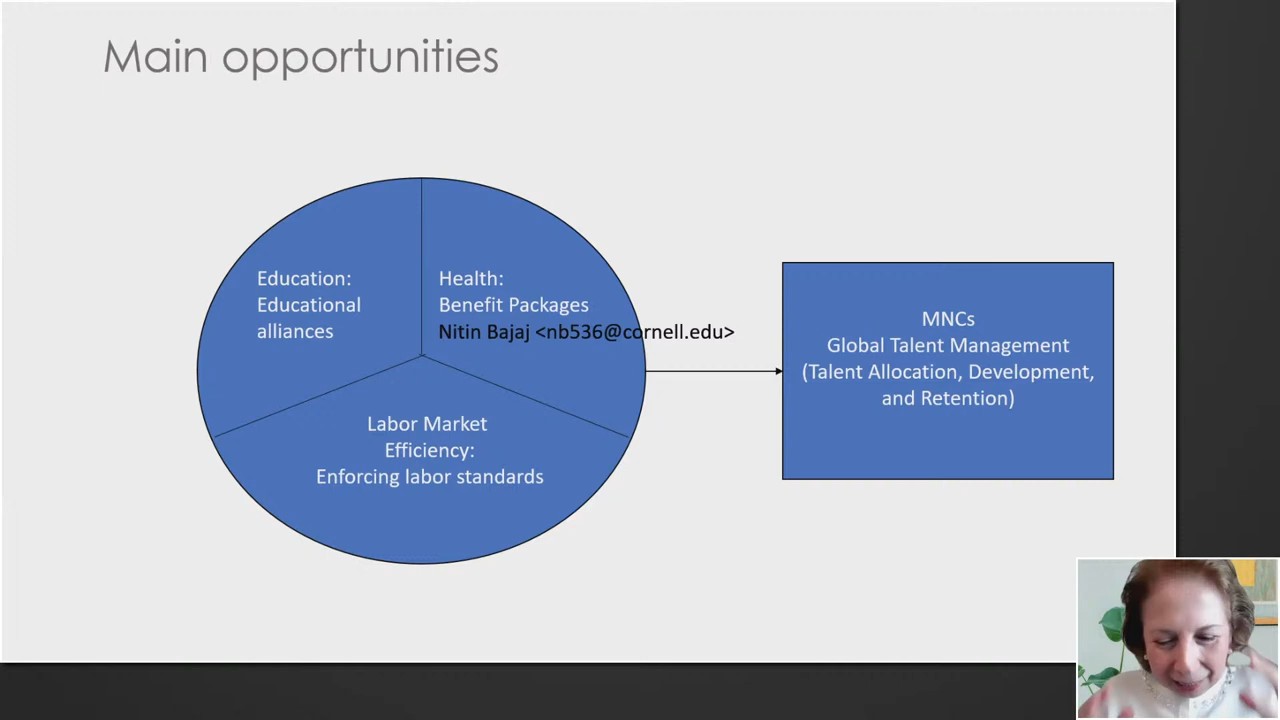 Main opportunities
Education:
Educational
alliances
Health:
Benefit Packages
Nitin Bajaj <nb536@cornell.edu>
Labor Market
Efficiency:
Enforcing labor standards
MNCs
Global Talent Management
(Talent Allocation, Development,
and Retention)